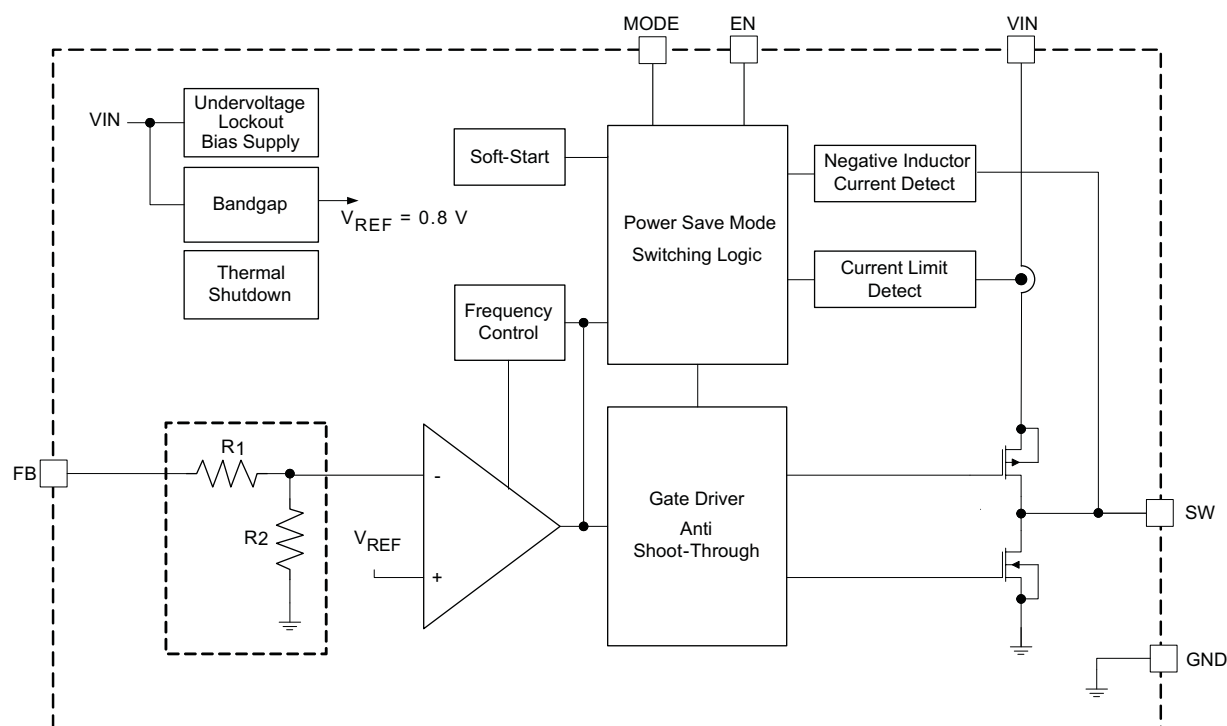 MODE
EN
VIN
VIN
Undervoltage
Lockout
Bias Supply
Bandgap
V_REF = 0.8 V
Thermal
Shutdown
Soft-Start
Power Save Mode
Switching Logic
Negative Inductor
Current Detect
Current Limit
Detect
Frequency
Control
FB
R1
R2
V_REF
-
+
Gate Driver
Anti
Shoot-Through
SW
GND